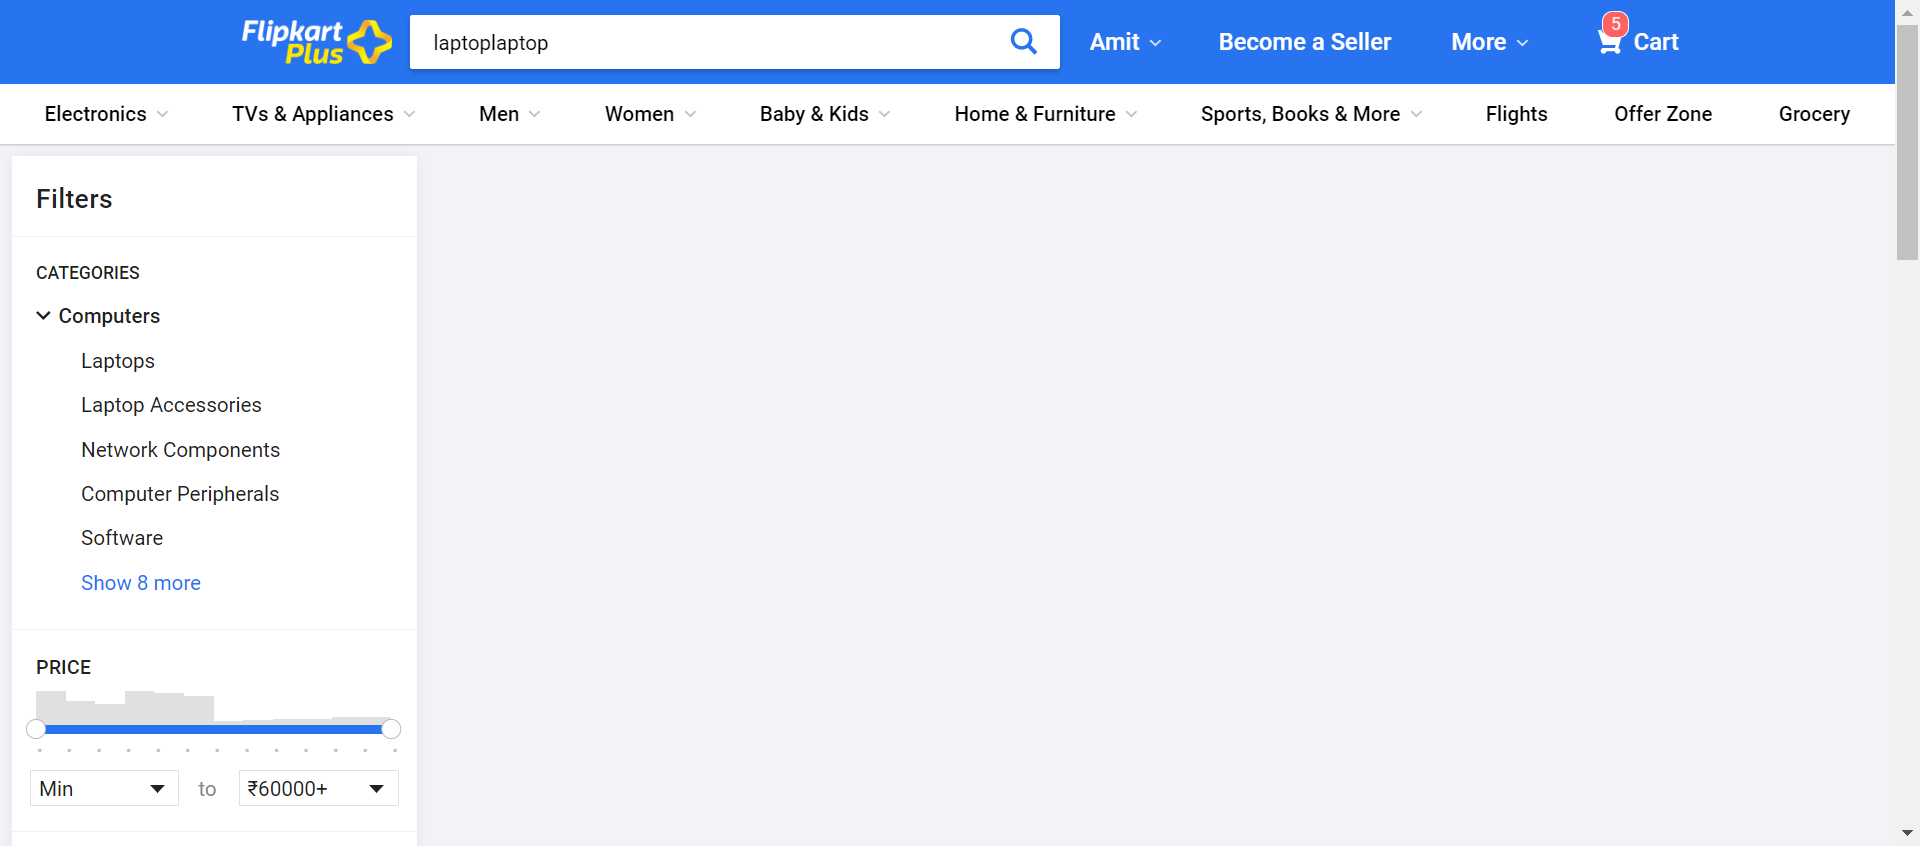 Flipkart
Plus
laptoplaptop
Amit
Become a Seller
More
5
Cart
Electronics
TVs & Appliances
Men
Women
Baby & Kids
Home & Furniture
Sports, Books & More
Flights
Offer Zone
Grocery
Filters
CATEGORIES
Computers
Laptops
Laptop Accessories
Network Components
Computer Peripherals
Software
Show 8 more
PRICE
Min
to
₹60000+